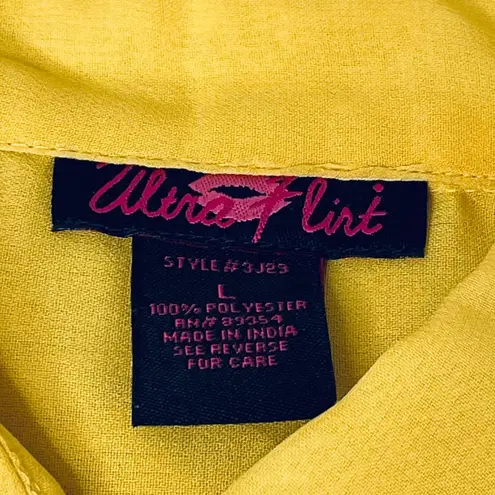 Ultra Flirt
STYLE#3J23
L
100% POLYESTER
RN# 89354
MADE IN INDIA
SEE REVERSE
FOR CARE